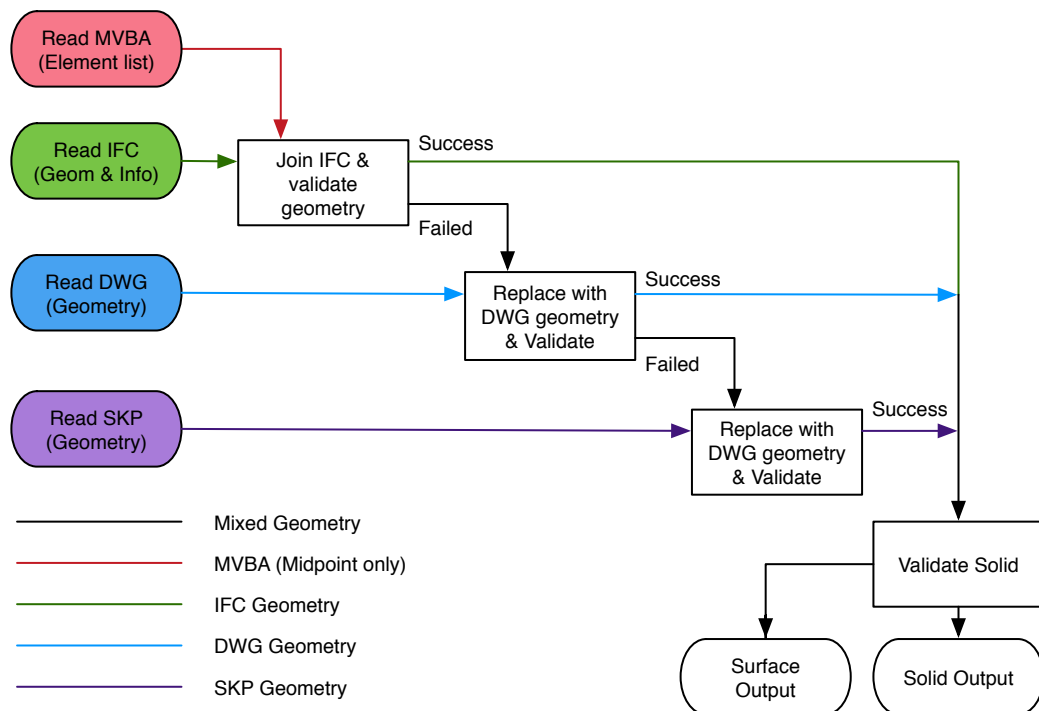 Read MVBA
(Element list)
Read IFC
(Geom & Info)
Join IFC &
validate
geometry
Success
Failed
Read DWG
(Geometry)
Replace with
DWG geometry
& Validate
Success
Failed
Read SKP
(Geometry)
Replace with
DWG geometry
& Validate
Success
Mixed Geometry
MVBA (Midpoint only)
IFC Geometry
DWG Geometry
SKP Geometry
Validate Solid
Surface
Output
Solid Output